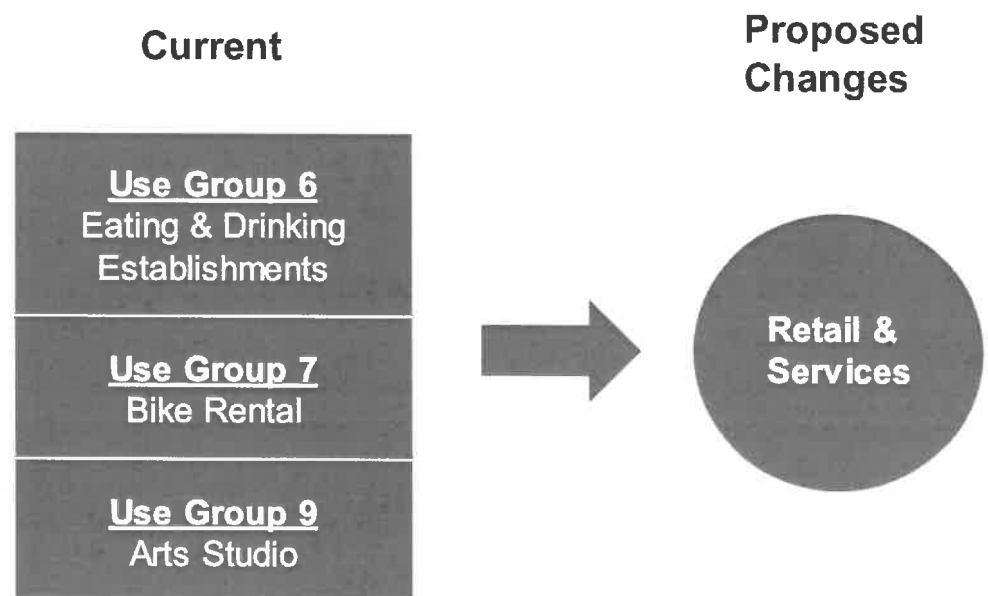 Current
Proposed
Changes
Use Group 6
Eating & Drinking
Establishments
Use Group 7
Bike Rental
Use Group 9
Arts Studio
Retail &
Services